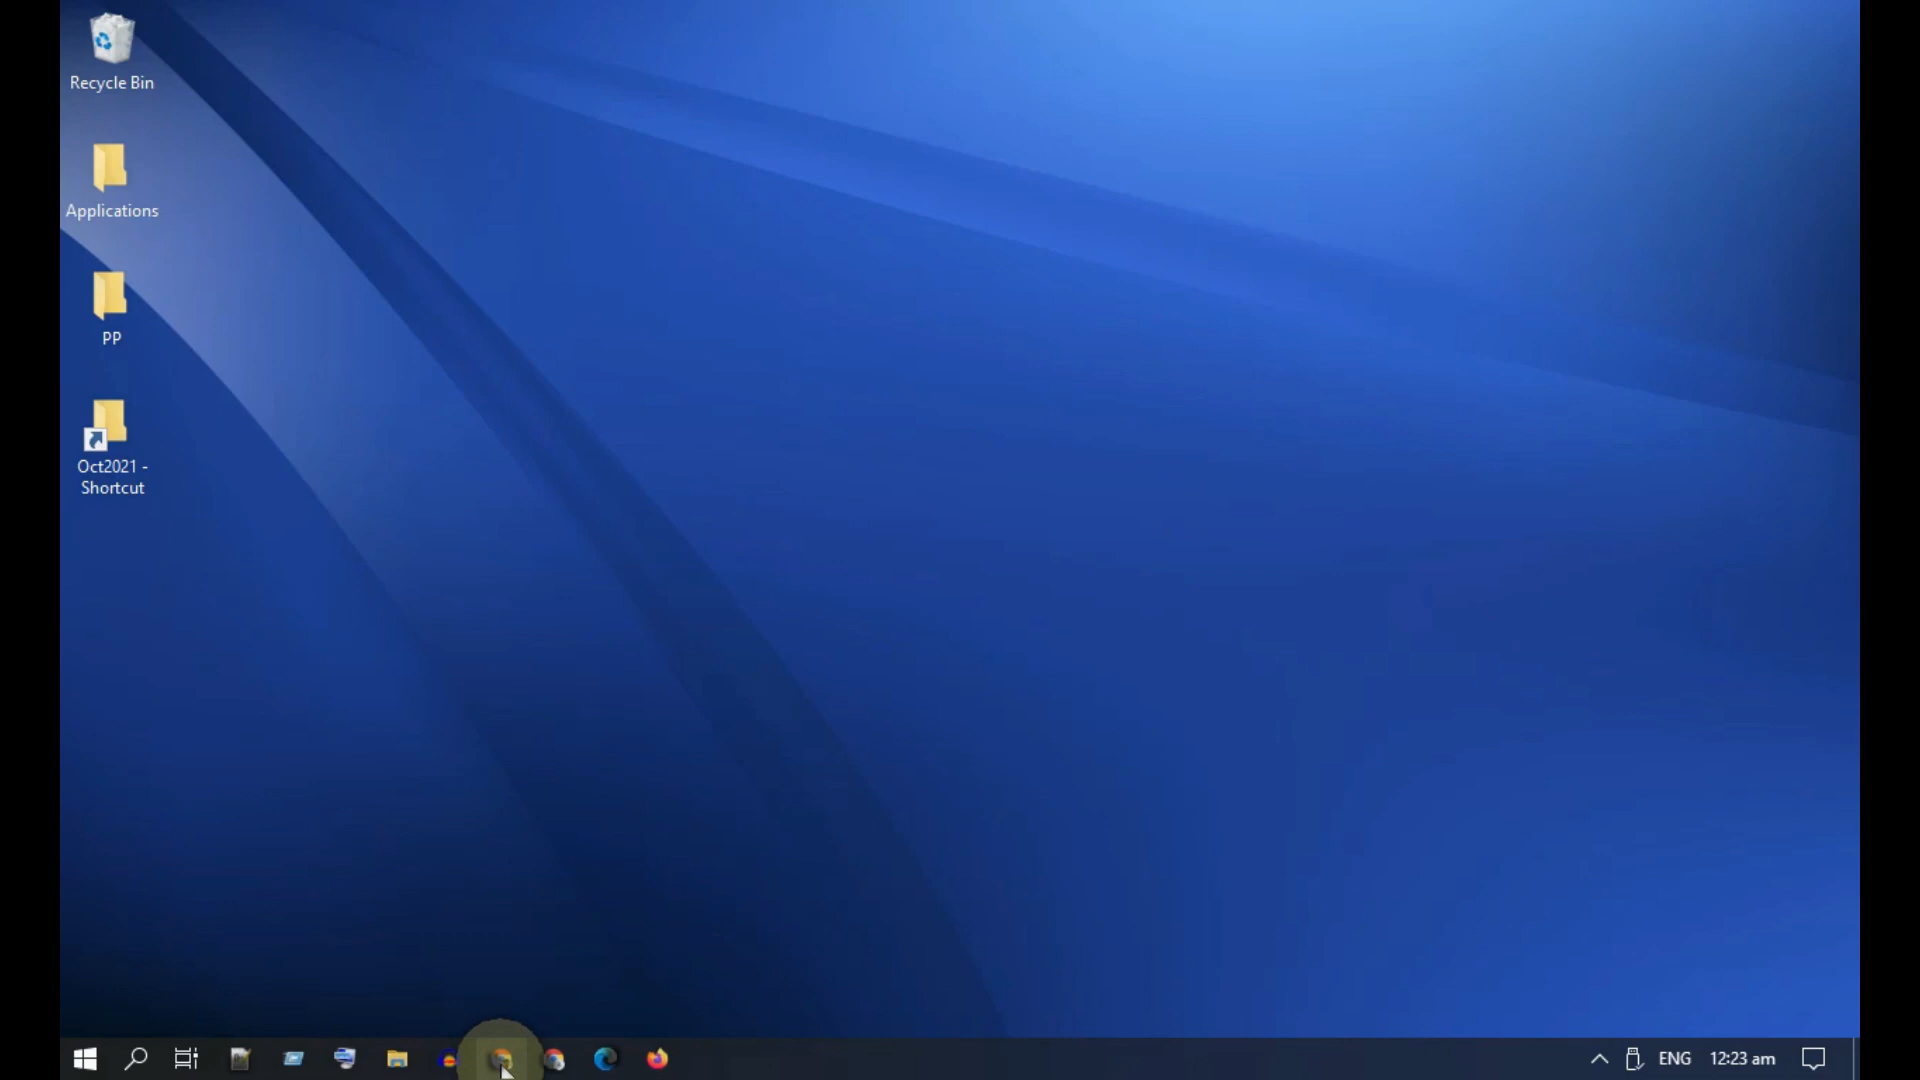 Recycle Bin
Applications
PP
Oct2021 -
Shortcut
ENG 12:23 am